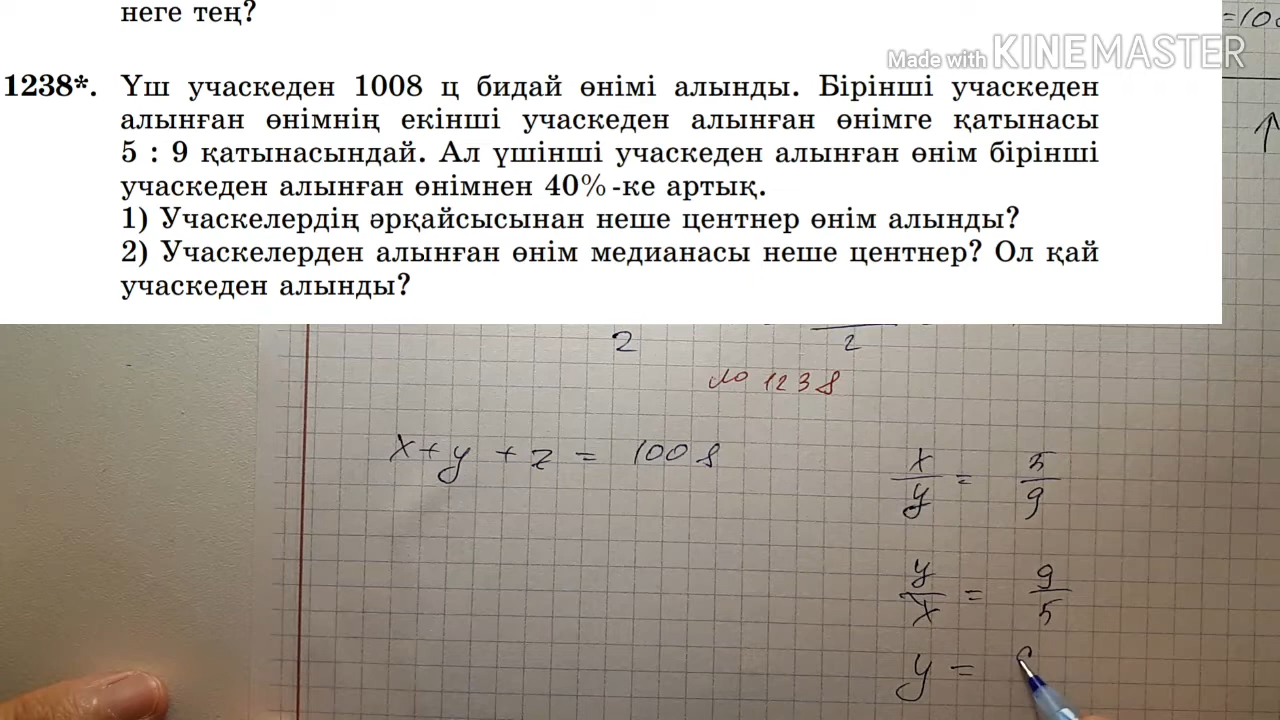 неге тең?
=108
Made with KINEMASTER
1238*. Үш учаскеден 1008 ц бидай өнімі алынды. Бірінші учаскеден
алынған өнімнің екінші учаскеден алынған өнімге қатынасы
5 : 9 қатынасындай. Ал үшінші учаскеден алынған өнім бірінші
учаскеден алынған өнімнен 40%-ке артық.
1) Учаскелердің әрқайсысынан неше центнер өнім алынды?
2) Учаскелерден алынған өнім медианасы неше центнер? Ол қай
учаскеден алынды?
2
2
№ 1238
x + y + z = 1008
x/y = 5/9
y/x = 9/5
y =